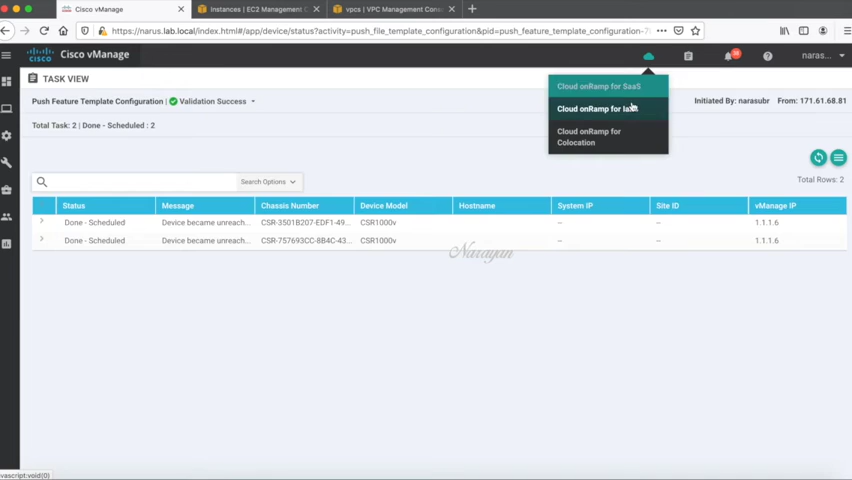 Cisco vManage
Instances | EC2 Management C
vpcs | VPC Management Cons
https://narus.lab.local/index.html#/app/device/status?activity=push_file_template_configuration&pid=push_feature_template_configuration-7
CISCO
Cisco vManage
38
naras...
TASK VIEW
Cloud onRamp for SaaS
Cloud onRamp for IaaS
Cloud onRamp for
Colocation
Push Feature Template Configuration | Validation Success
Initiated By: narasubr
From: 171.61.68.81
Total Task: 2 | Done - Scheduled : 2
Total Rows: 2
Search Options
Status Message Chassis Number Device Model Hostname System IP Site ID vManage IP
Done - Scheduled Device became unreach... CSR-3501B207-EDF1-49... CSR1000v -- -- 1.1.1.6
Done - Scheduled Device became unreach... CSR-757693CC-8B4C-43... CSR1000v -- -- 1.1.1.6
Narayan
avascript:void(0)